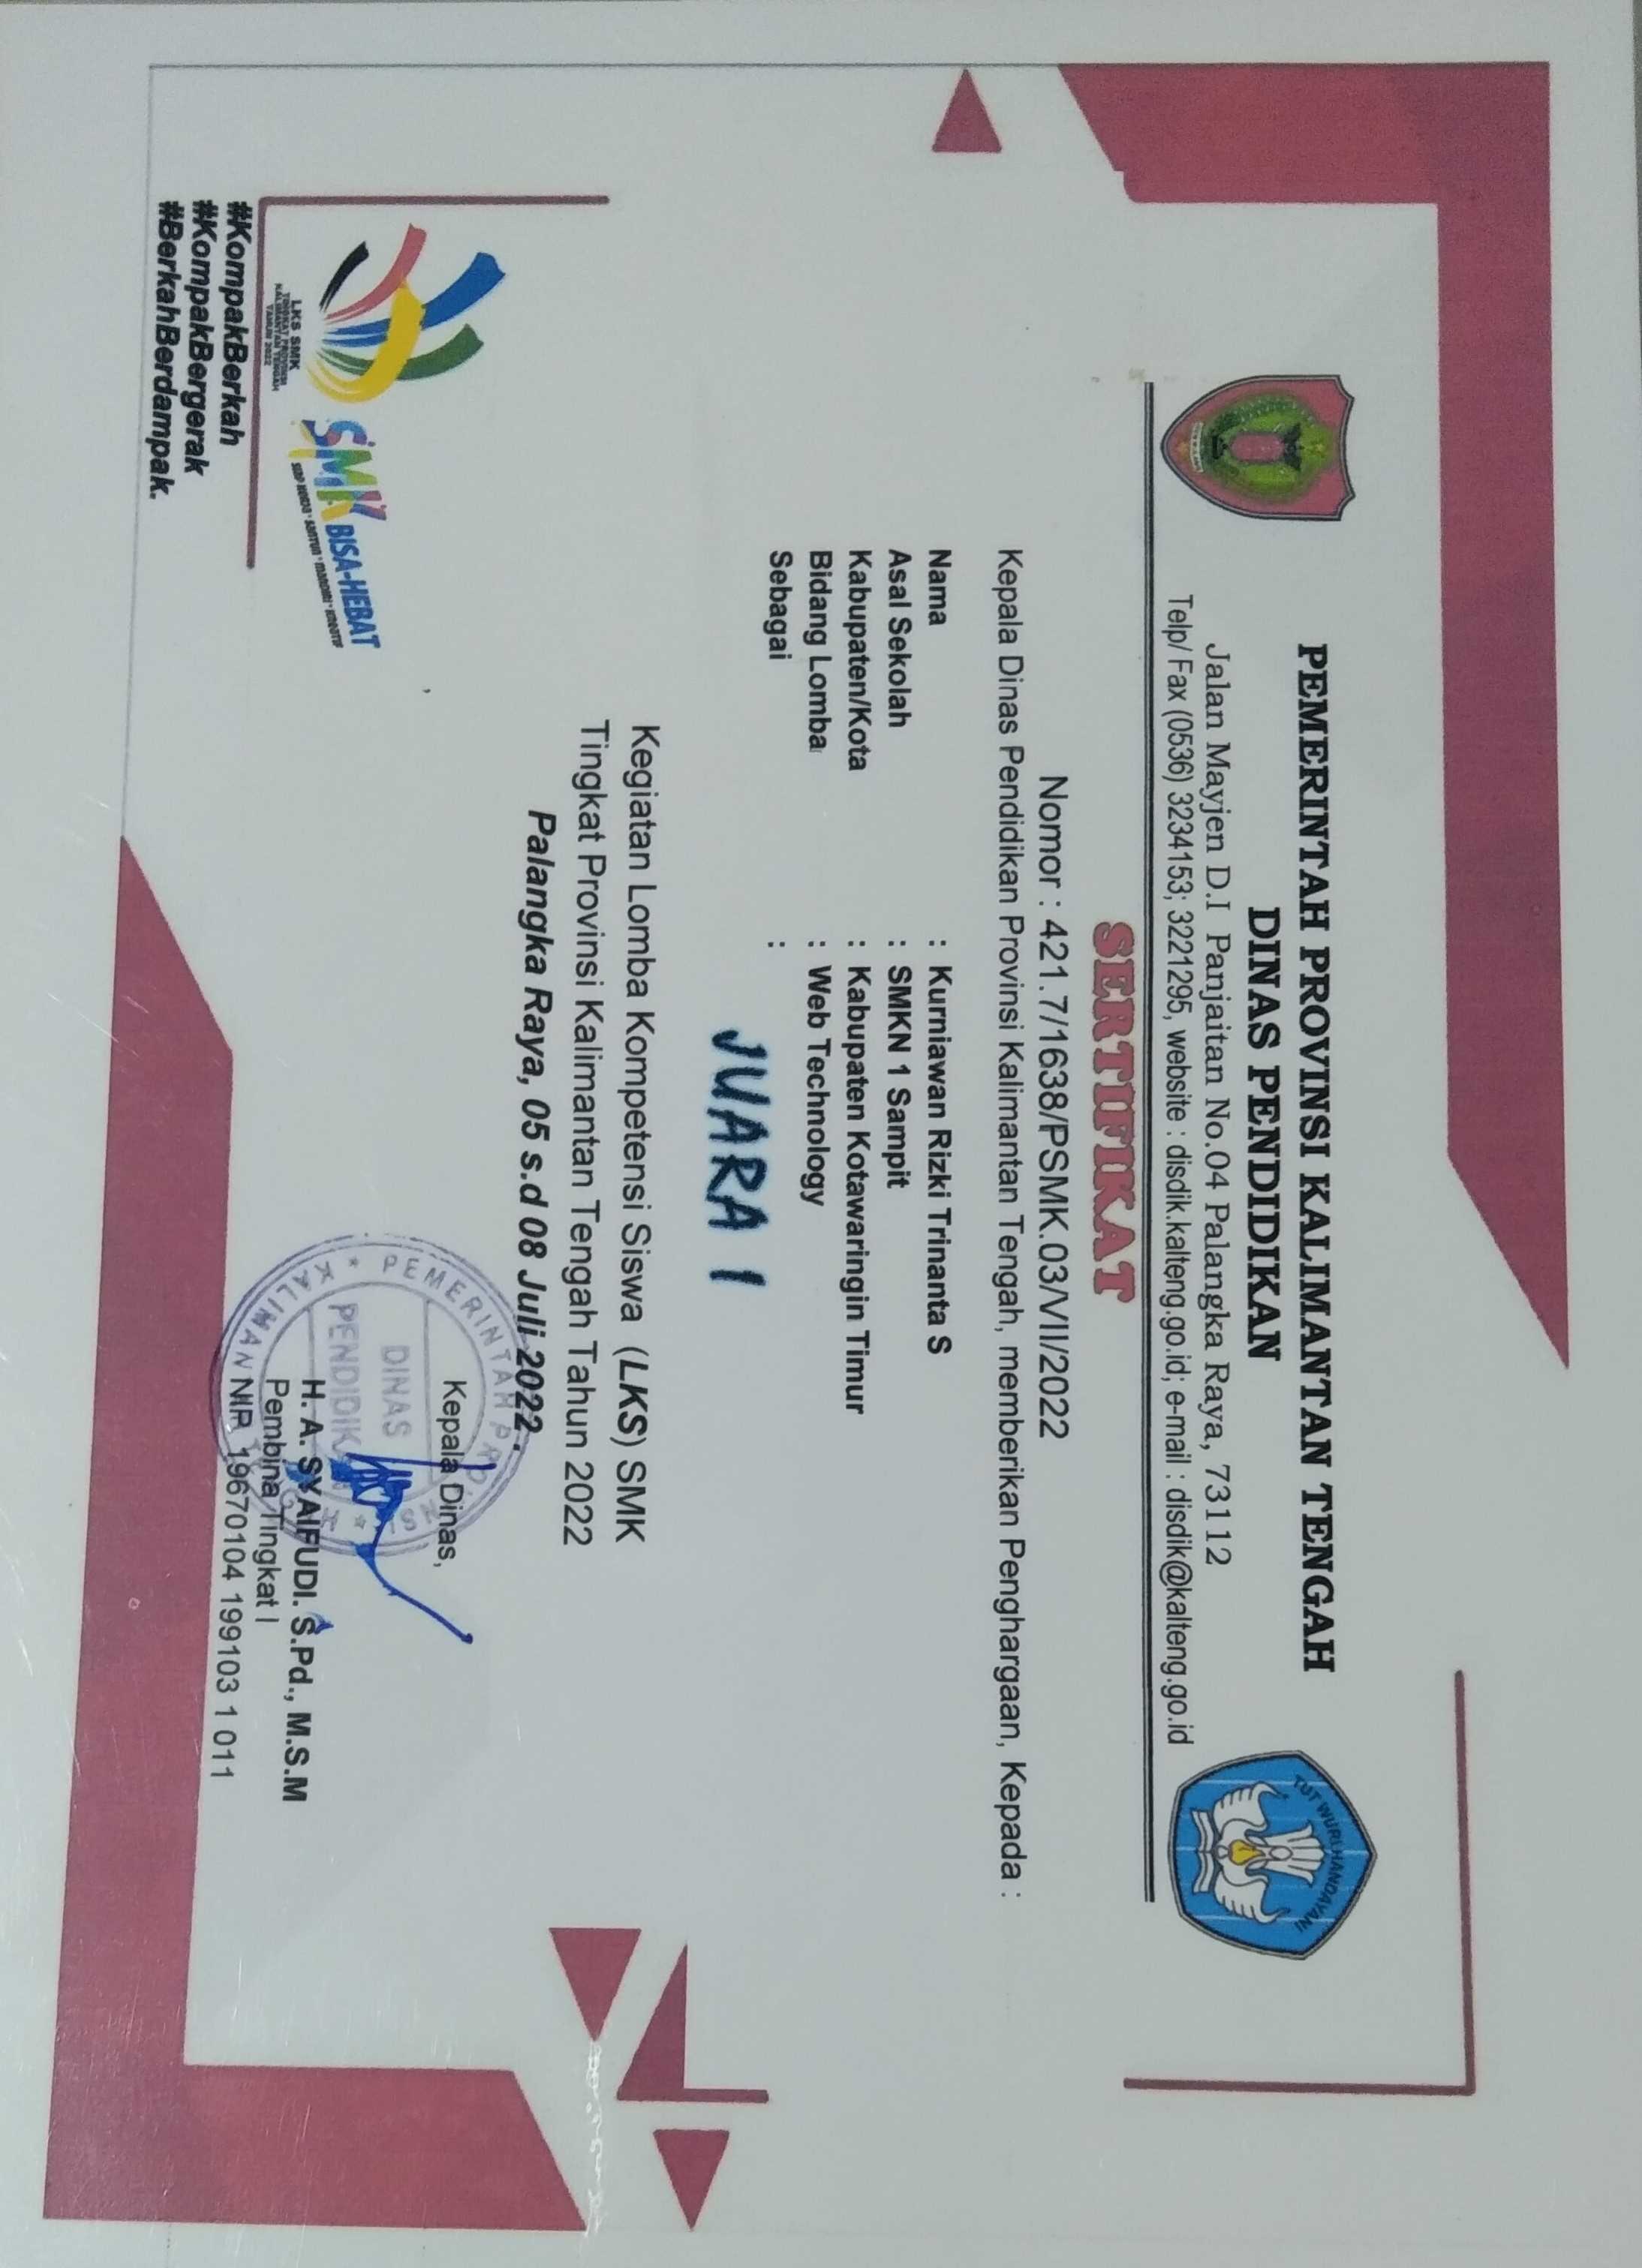 PEMERINTAH PROVINSI KALIMANTAN TENGAH
DINAS PENDIDIKAN
Jalan Mayjen D.I Panjaitan No.04 Palangka Raya, 73112
Telp/ Fax (0536) 3234153; 3221295, website : disdik.kalteng.go.id; e-mail : disdik@kalteng.go.id
TUT WURI HANDAYANI
SERTIFIKAT
Nomor : 421.7/1638/PSMK.03/VII/2022
Kepala Dinas Pendidikan Provinsi Kalimantan Tengah, memberikan Penghargaan, Kepada :
Nama : Kurniawan Rizki Trinanta S
Asal Sekolah : SMKN 1 Sampit
Kabupaten/Kota : Kabupaten Kotawaringin Timur
Bidang Lomba : Web Technology
Sebagai :
JUARA I
Kegiatan Lomba Kompetensi Siswa (LKS) SMK
Tingkat Provinsi Kalimantan Tengah Tahun 2022
Palangka Raya, 05 s.d 08 Juli 2022 .
Kepala Dinas,
PEMERINTAH PROVINSI
DINAS
PENDIDIKAN
H. A. SYAIFUDI. S.Pd., M.S.M
Pembina Tingkat I
NIP. 19670104 199103 1 011
LKS SMK
TINGKAT PROVINSI
KALIMANTAN TENGAH
TAHUN 2022
SMK BISA-HEBAT
SIAP KERJA • SANTUN • MANDIRI • KREATIF
#KompakBerkah
#KompakBergerak
#BerkahBerdampak.